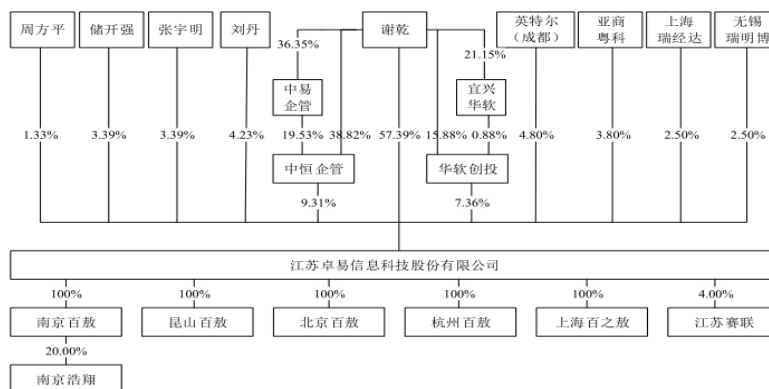 周方平
储开强
张宇明
刘丹
谢乾
英特尔
（成都）
亚商
粤科
上海
瑞经达
无锡
瑞明博
36.35%
21.15%
中易
企管
宜兴
华软
1.33%
3.39%
3.39%
4.23%
19.53%
38.82%
57.39%
15.88%
0.88%
4.80%
3.80%
2.50%
2.50%
中恒企管
华软创投
9.31%
7.36%
江苏卓易信息科技股份有限公司
100%
100%
100%
100%
100%
4.00%
南京百敖
昆山百敖
北京百敖
杭州百敖
上海百之敖
江苏赛联
20.00%
南京浩翔